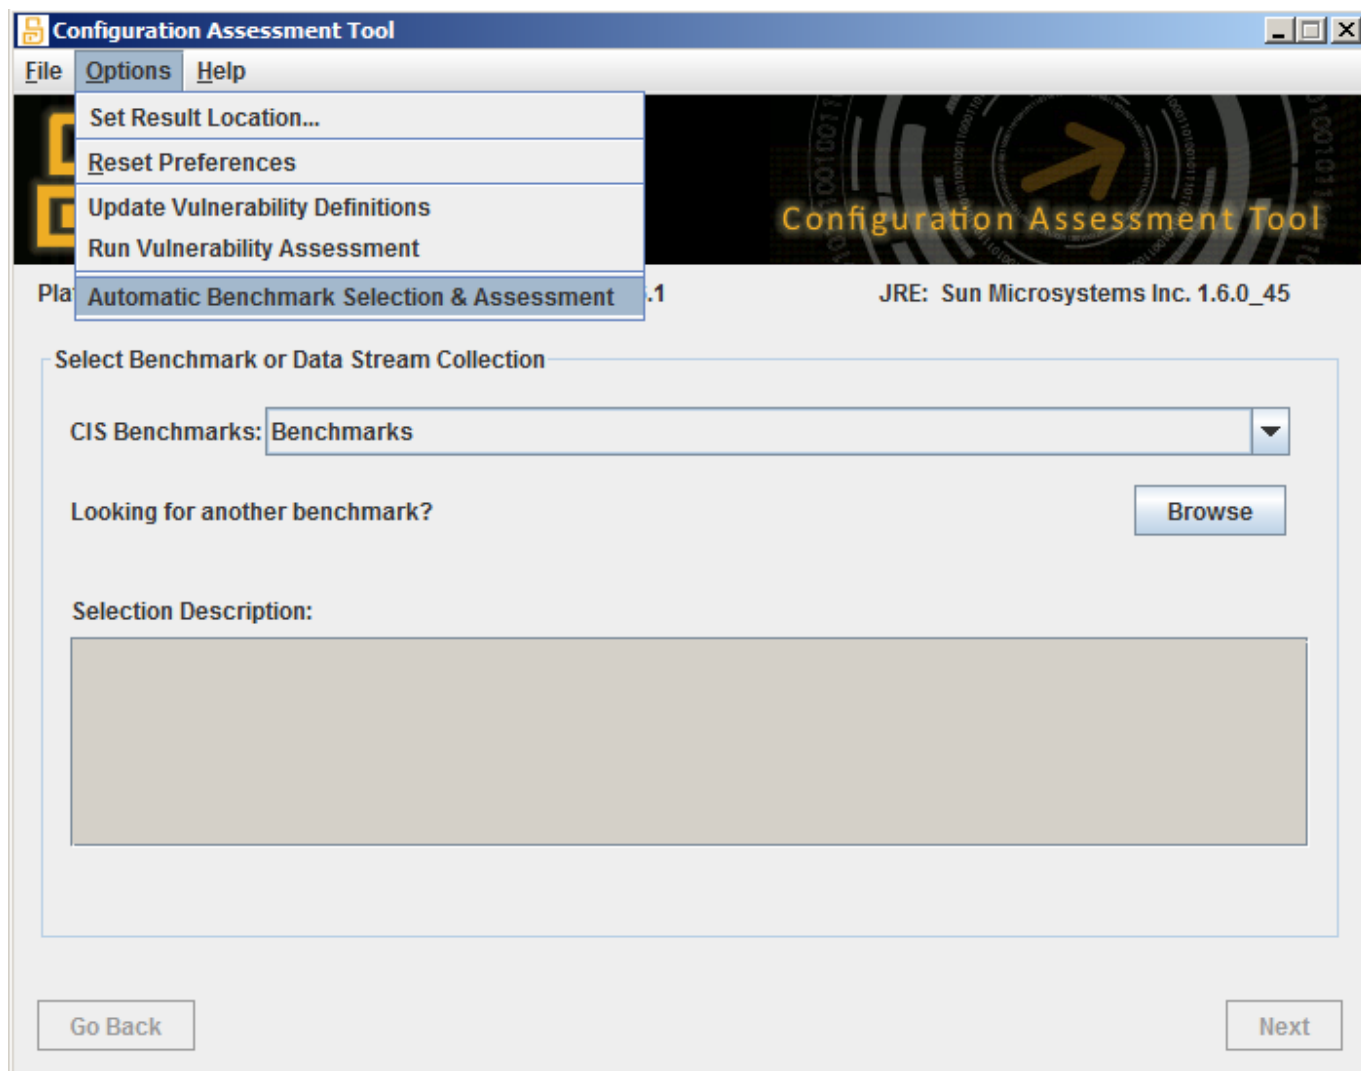 Configuration Assessment Tool
File Options Help
Set Result Location...
Reset Preferences
Update Vulnerability Definitions
Run Vulnerability Assessment
Automatic Benchmark Selection & Assessment
Configuration Assessment Tool
JRE: Sun Microsystems Inc. 1.6.0_45
Select Benchmark or Data Stream Collection
CIS Benchmarks: Benchmarks
Looking for another benchmark? Browse
Selection Description:
Go Back Next